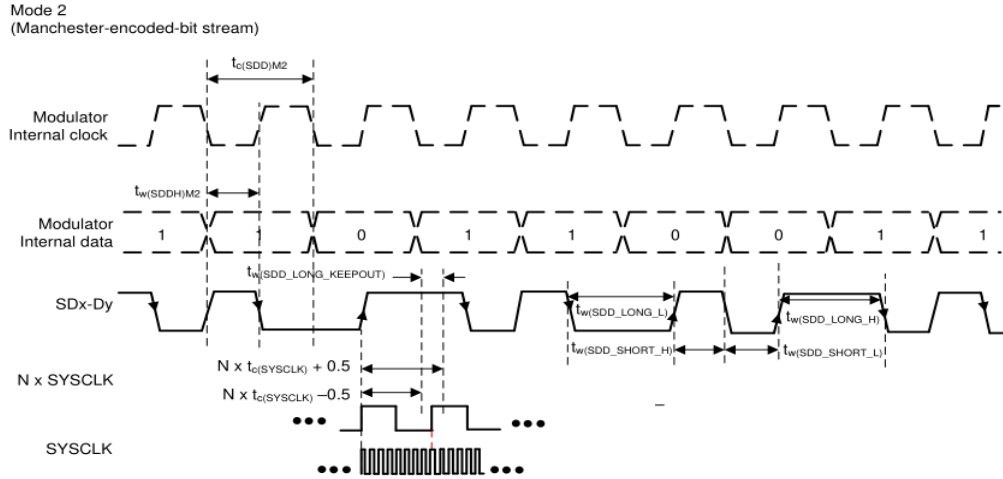 Mode 2
(Manchester-encoded-bit stream)
tc(SDD)M2
Modulator
Internal clock
tw(SDDH)M2
Modulator
Internal data
1 1 0 1 1 0 0 1 1
tw(SDD_LONG_KEEPOUT)
SDx-Dy
tw(SDD_LONG_L) tw(SDD_LONG_H)
tw(SDD_SHORT_H) tw(SDD_SHORT_L)
N x tc(SYSCLK) + 0.5
N x SYSCLK
N x tc(SYSCLK) –0.5
SYSCLK